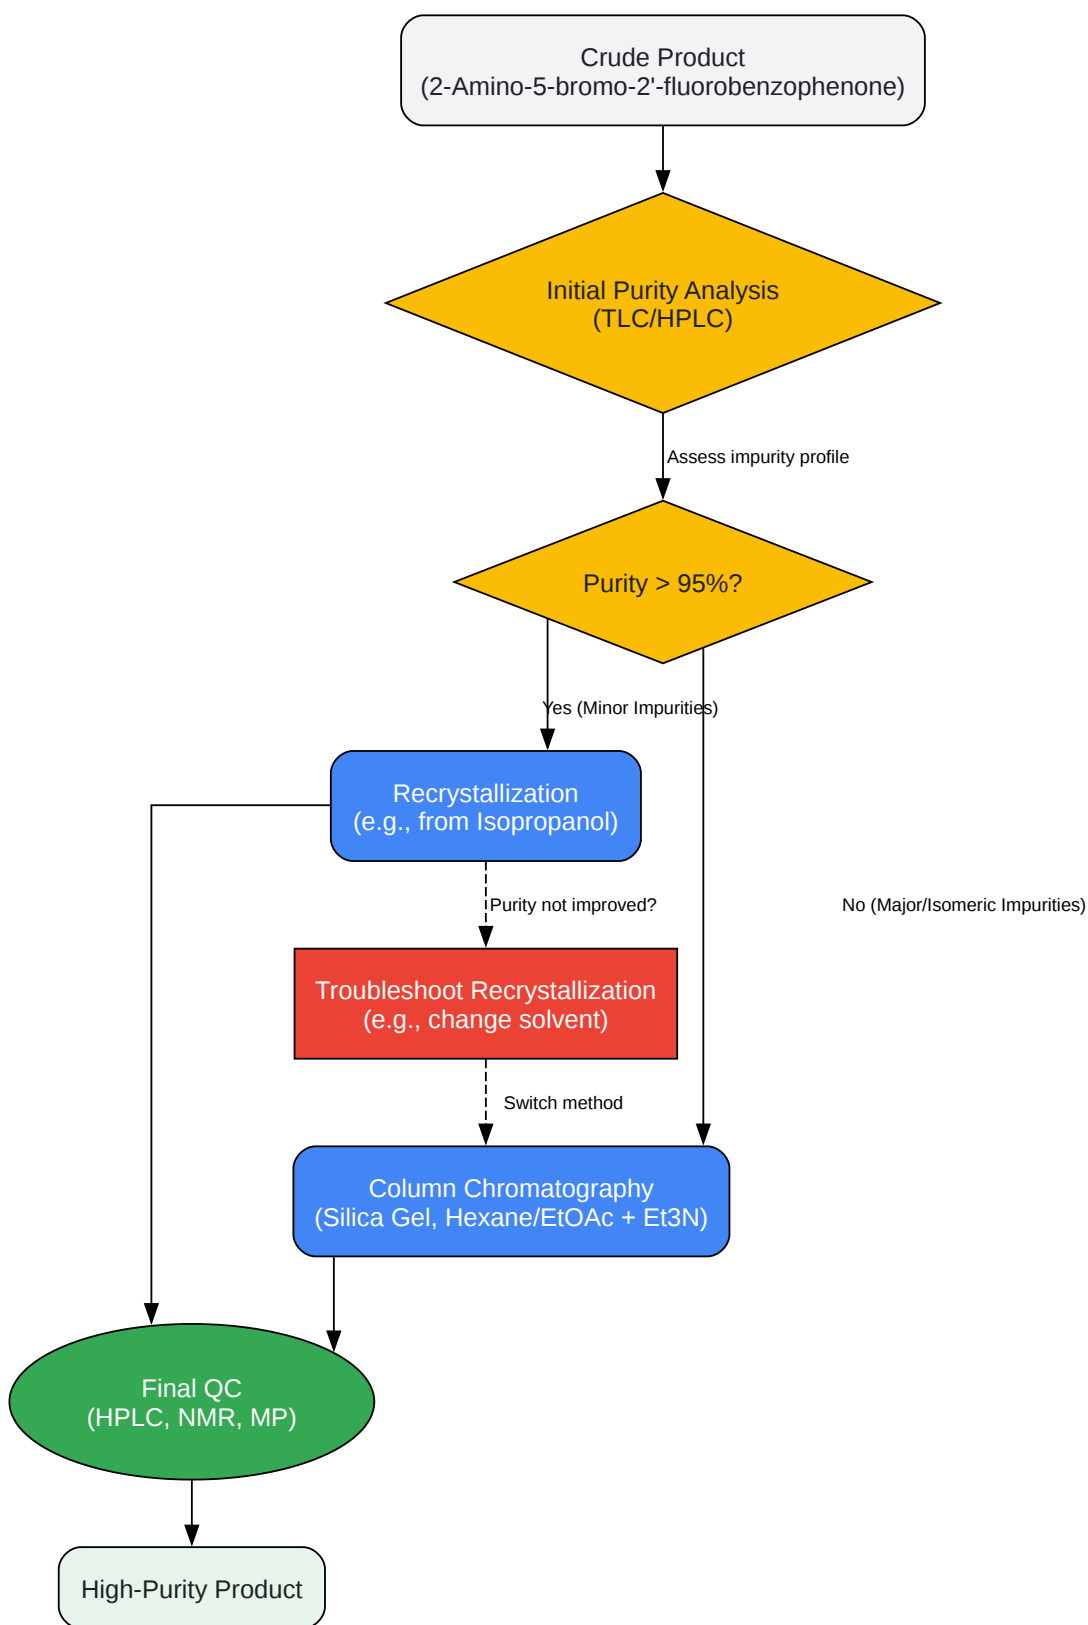 Crude Product
(2-Amino-5-bromo-2'-fluorobenzophenone)
Initial Purity Analysis
(TLC/HPLC)
Assess impurity profile
Purity > 95%?
Yes (Minor Impurities)
Recrystallization
(e.g., from Isopropanol)
Purity not improved?
No (Major/Isomeric Impurities)
Troubleshoot Recrystallization
(e.g., change solvent)
Switch method
Column Chromatography
(Silica Gel, Hexane/EtOAc + Et3N)
Final QC
(HPLC, NMR, MP)
High-Purity Product